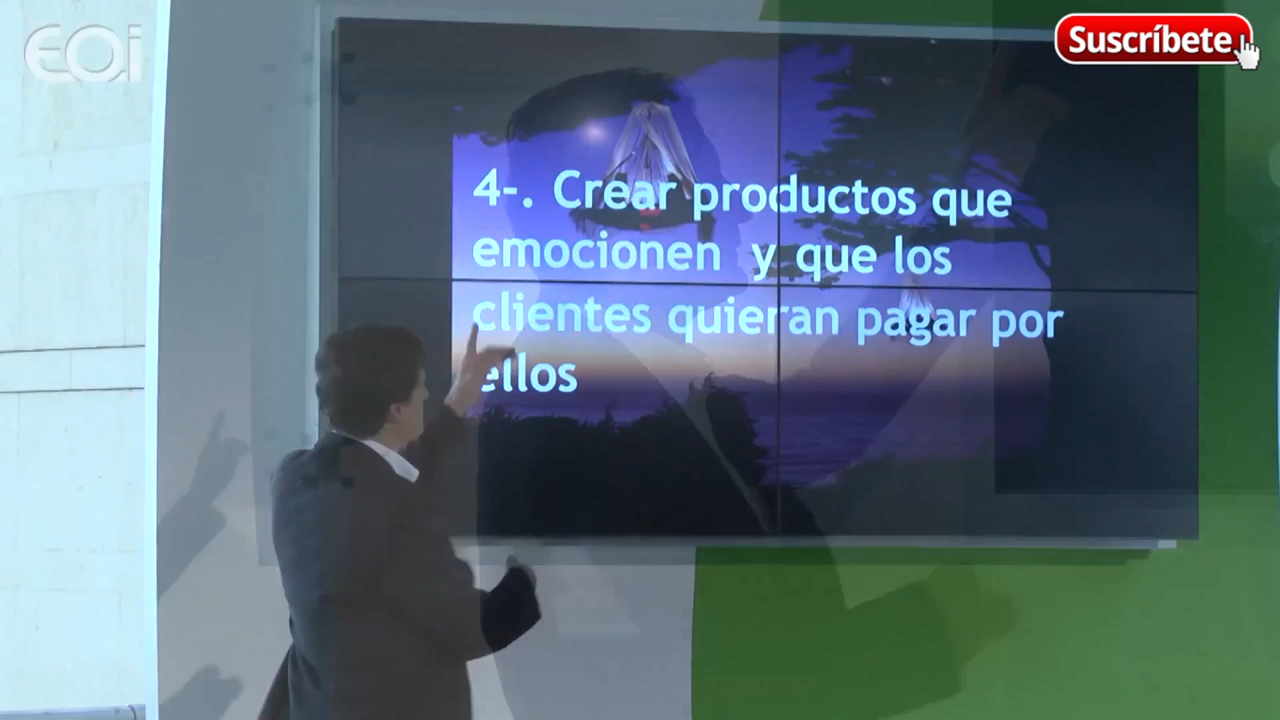 EOi
Suscríbete
4-. Crear productos que
emocionen y que los
clientes quieran pagar por
ellos